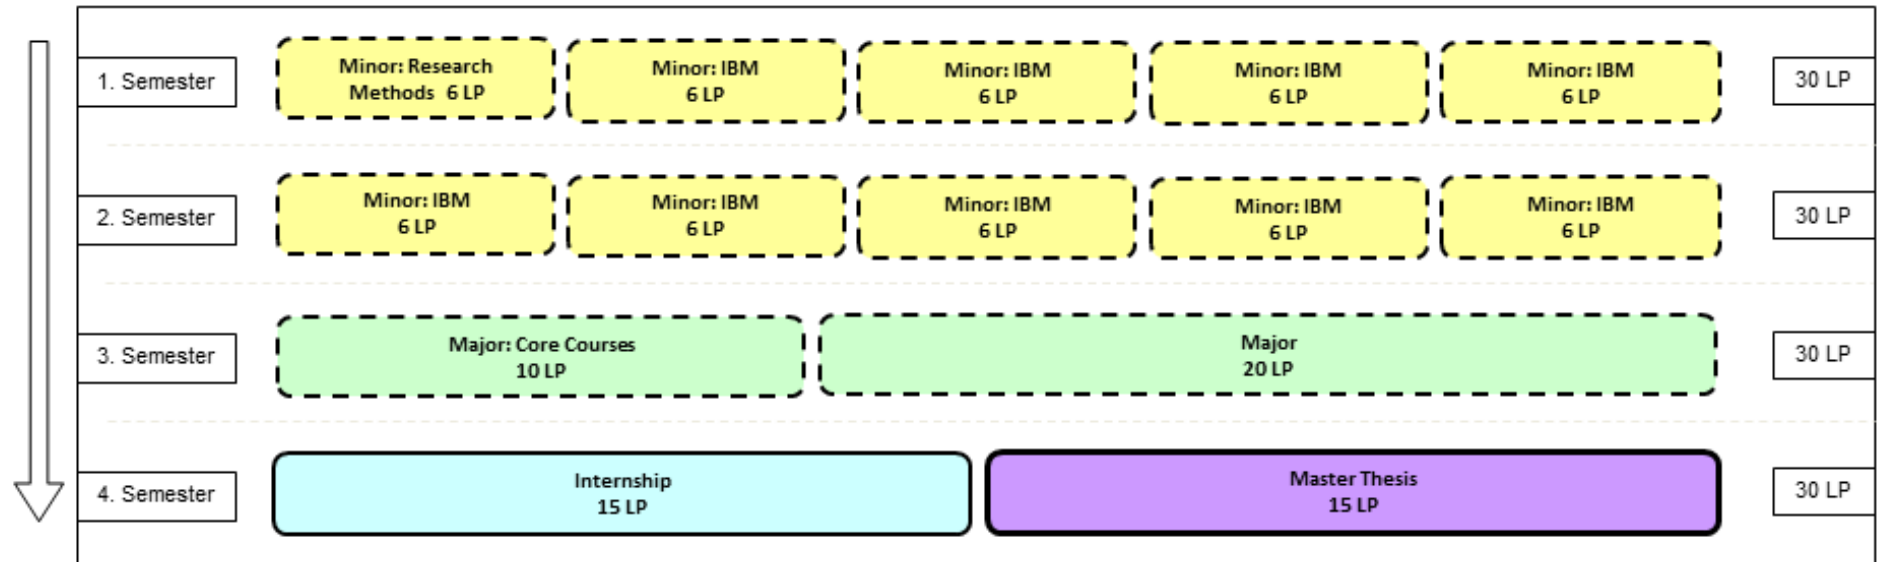 1. Semester
Minor: Research
Methods 6 LP
Minor: IBM
6 LP
Minor: IBM
6 LP
Minor: IBM
6 LP
Minor: IBM
6 LP
30 LP
2. Semester
Minor: IBM
6 LP
Minor: IBM
6 LP
Minor: IBM
6 LP
Minor: IBM
6 LP
Minor: IBM
6 LP
30 LP
3. Semester
Major: Core Courses
10 LP
Major
20 LP
30 LP
4. Semester
Internship
15 LP
Master Thesis
15 LP
30 LP